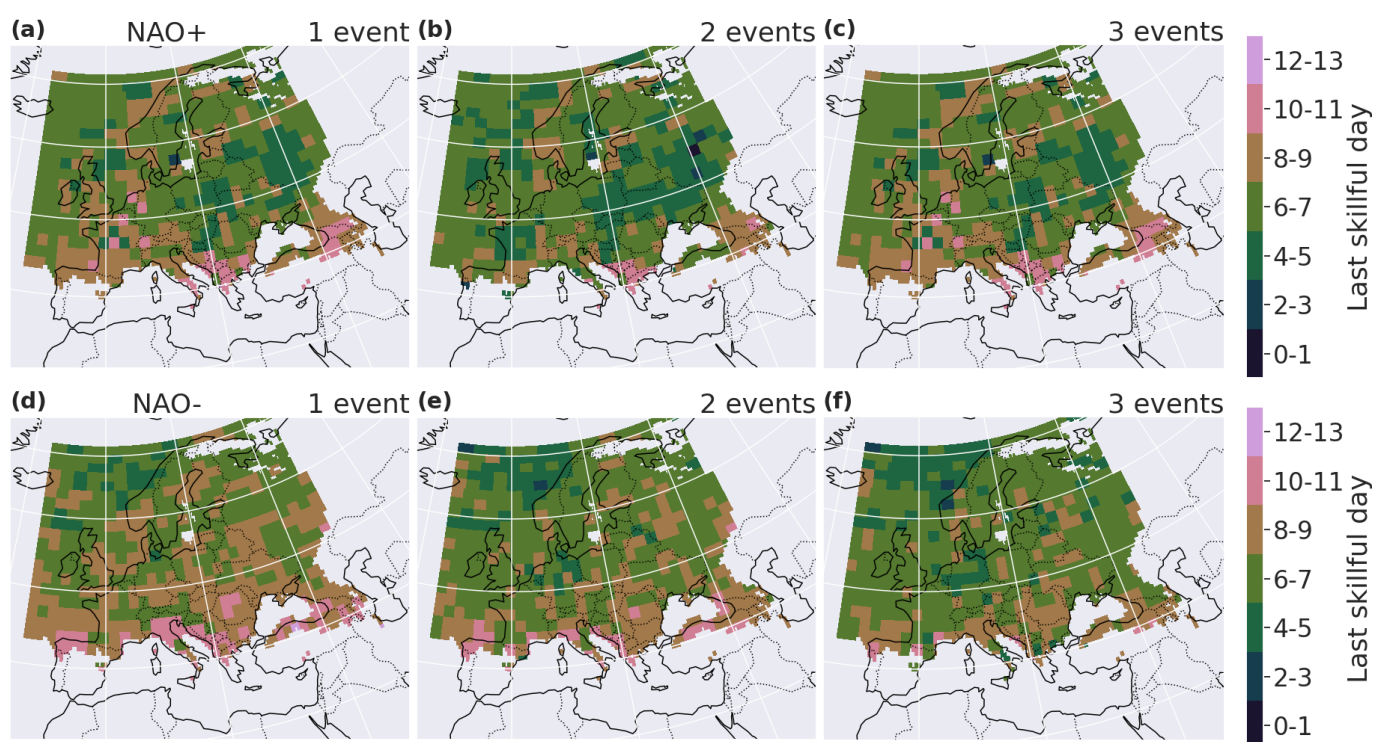 (a) NAO+ 1 event
(b) 2 events
(c) 3 events
12-13
10-11
8-9
6-7
4-5
2-3
0-1
Last skillful day
(d) NAO- 1 event
(e) 2 events
(f) 3 events
12-13
10-11
8-9
6-7
4-5
2-3
0-1
Last skillful day